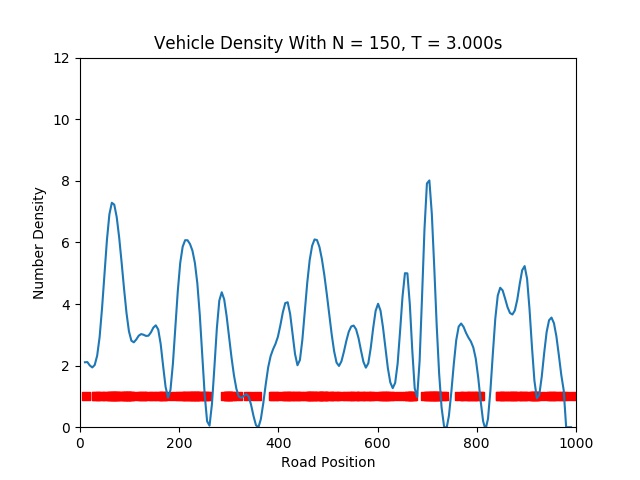 Vehicle Density With N = 150, T = 3.000s
12
10
8
6
4
2
0
Number Density
0 200 400 600 800 1000
Road Position